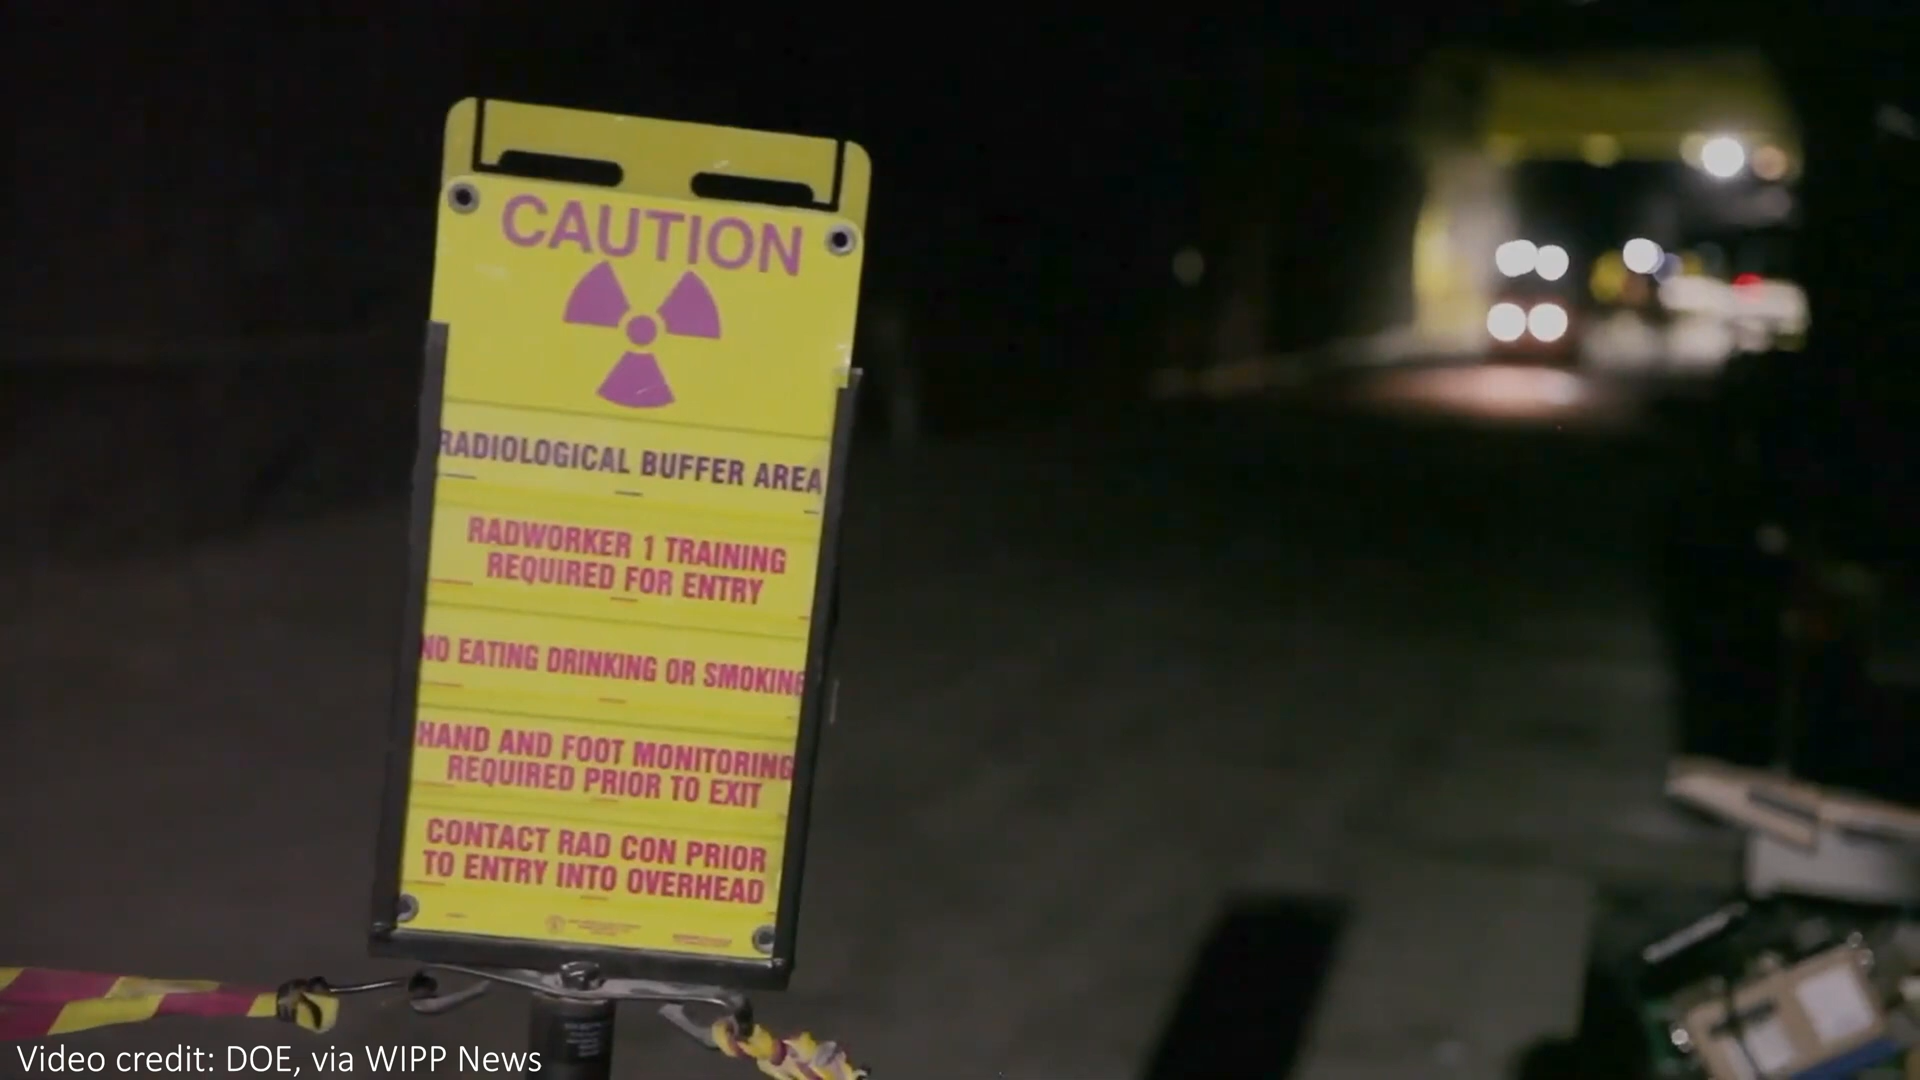 CAUTION
RADIOLOGICAL BUFFER AREA
RADWORKER 1 TRAINING
REQUIRED FOR ENTRY
NO EATING DRINKING OR SMOKING
HAND AND FOOT MONITORING
REQUIRED PRIOR TO EXIT
CONTACT RAD CON PRIOR
TO ENTRY INTO OVERHEAD
Video credit: DOE, via WIPP News